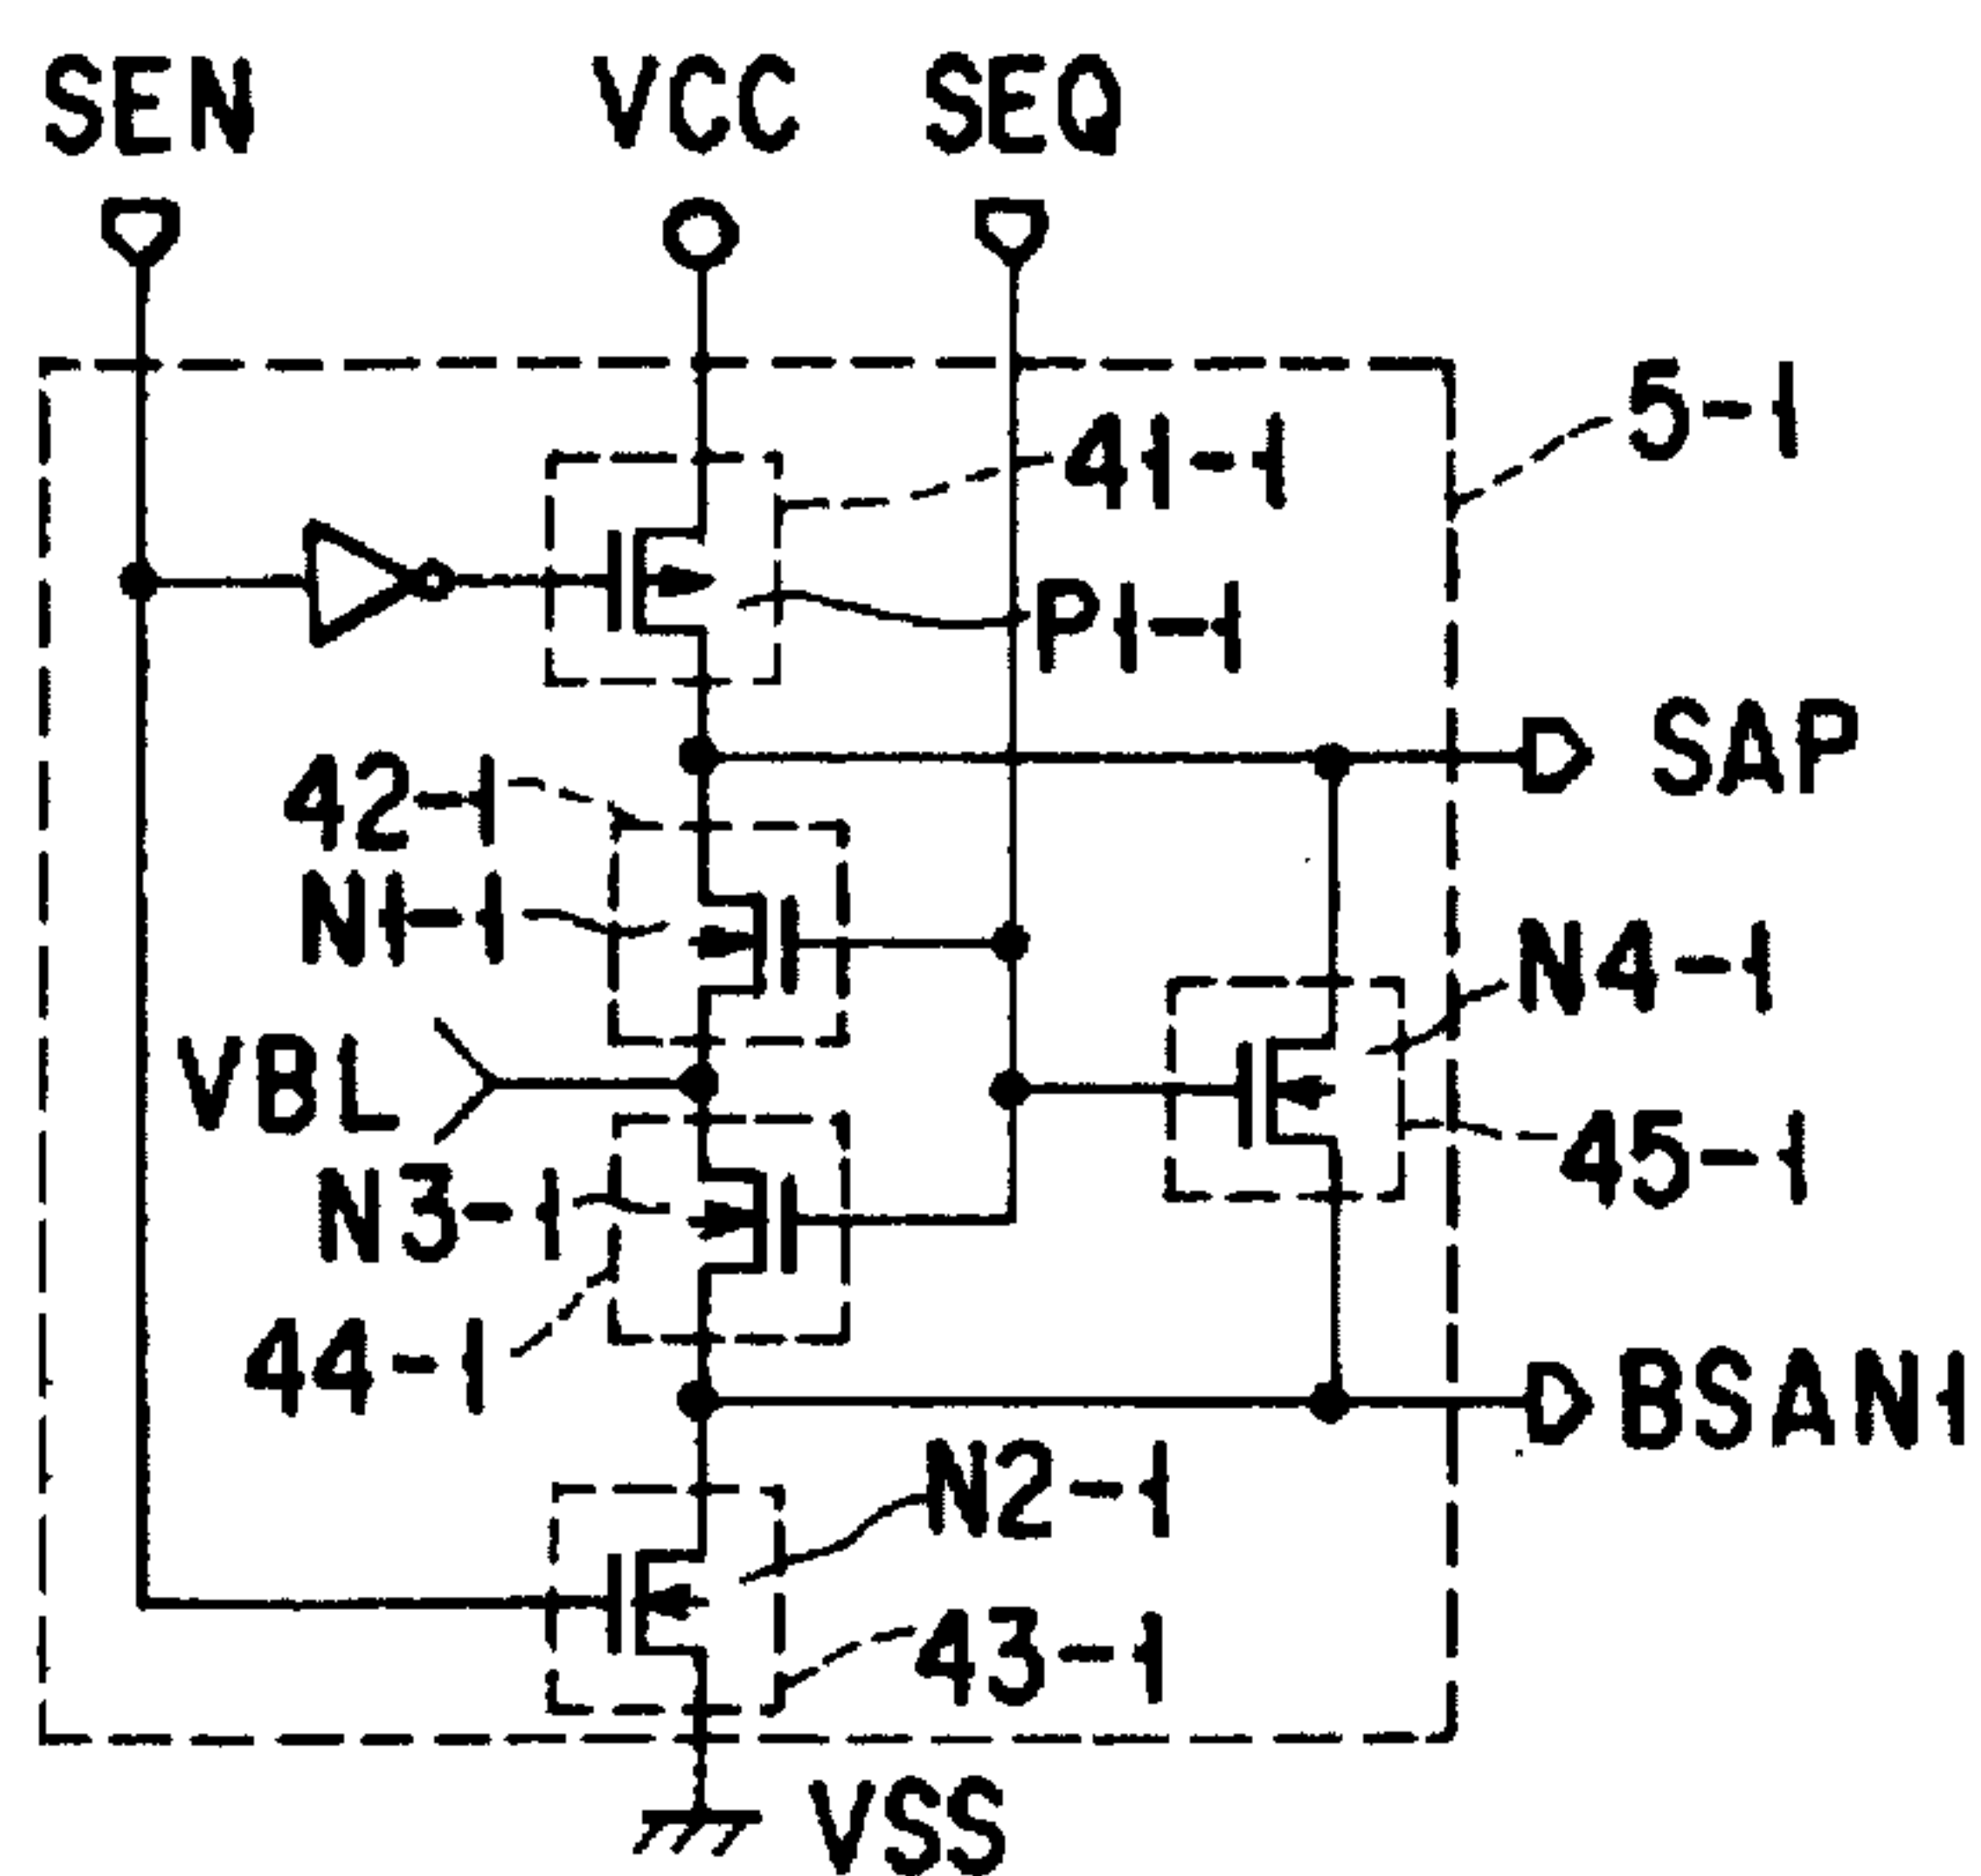 SEN
VCC
SEQ
5-1
41-1
P1-1
SAP
42-1
N1-1
N4-1
VBL
45-1
N3-1
44-1
BSAN1
N2-1
43-1
VSS